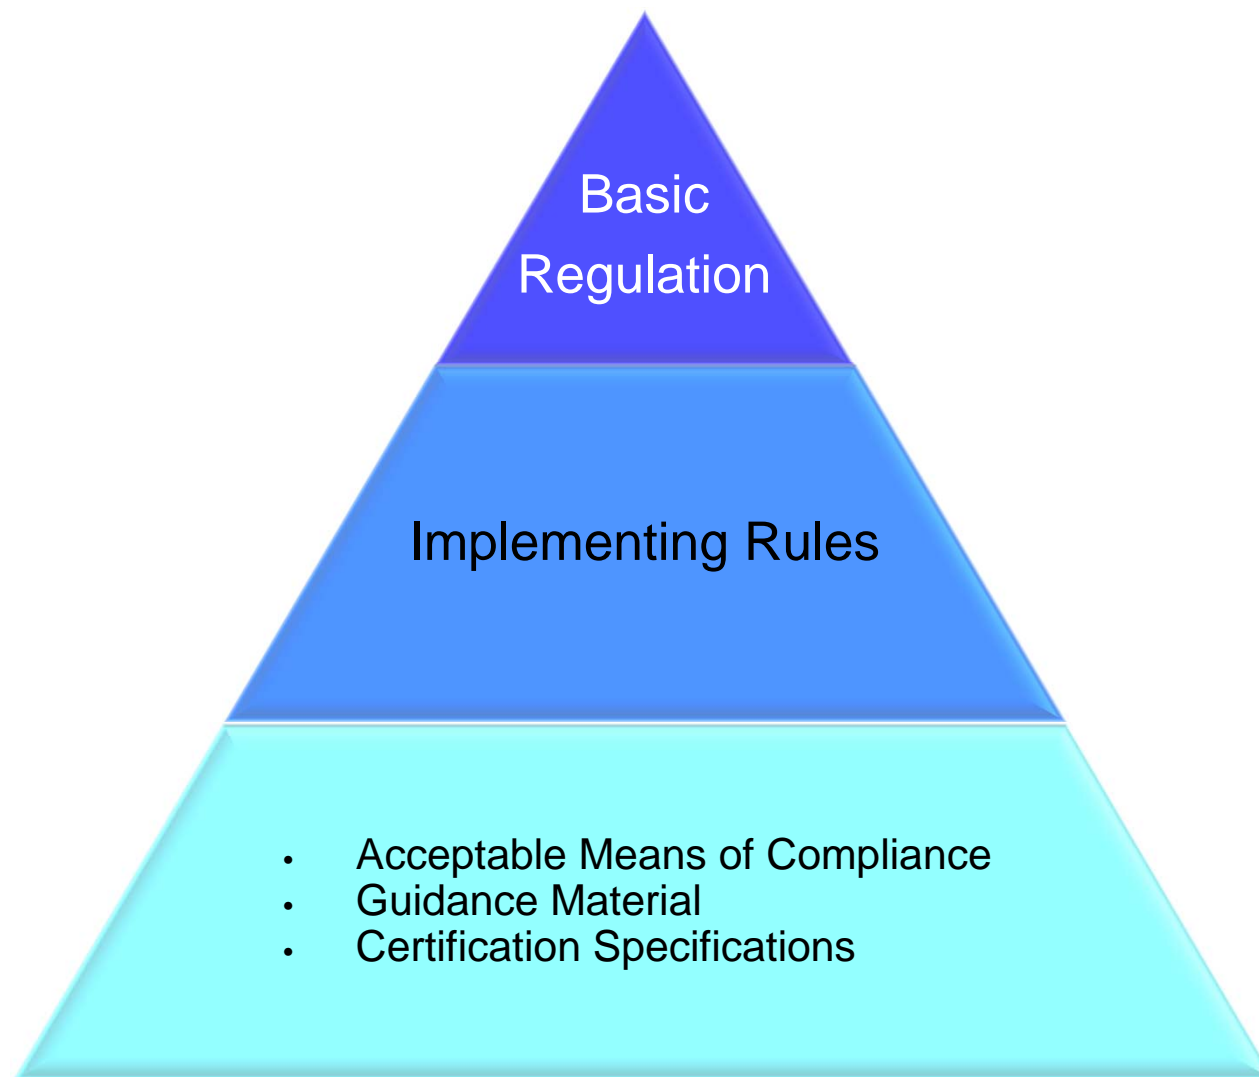 Basic
Regulation
Implementing Rules
• Acceptable Means of Compliance
• Guidance Material
• Certification Specifications